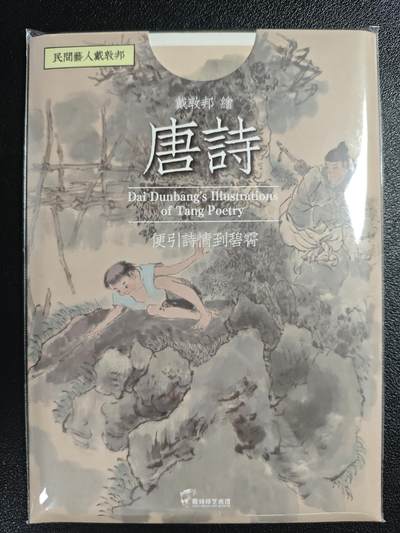 民間藝人戴敦邦
戴敦邦 繪
唐詩
Dai Dunbang's Illustrations
of Tang Poetry
便引詩情到碧霄